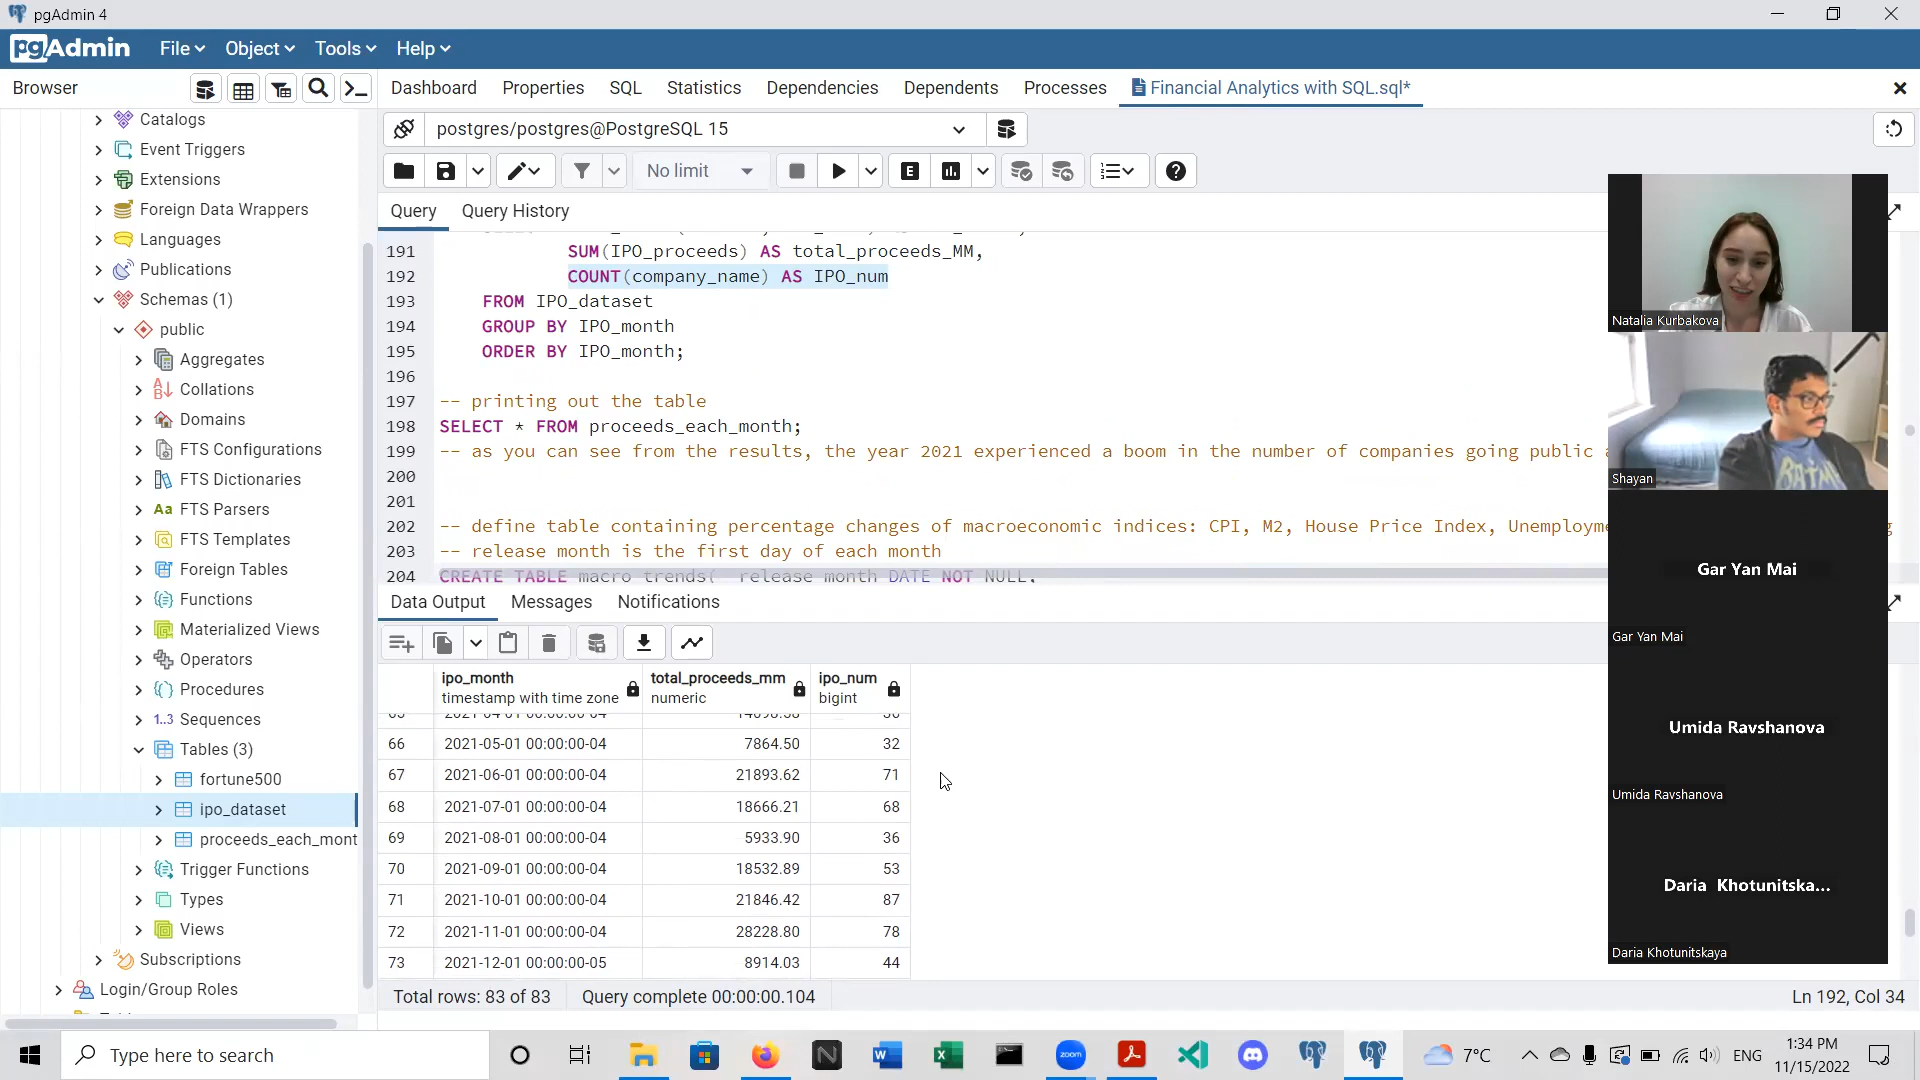 pgAdmin 4
pgAdmin
File
Object
Tools
Help
Browser
Dashboard
Properties
SQL
Statistics
Dependencies
Dependents
Processes
Financial Analytics with SQL.sql*
postgres/postgres@PostgreSQL 15
No limit
E
Query
Query History
Catalogs
Event Triggers
Extensions
Foreign Data Wrappers
Languages
Publications
Schemas (1)
public
Aggregates
Collations
Domains
FTS Configurations
FTS Dictionaries
Aa FTS Parsers
FTS Templates
Foreign Tables
Functions
Materialized Views
Operators
Procedures
1..3 Sequences
Tables (3)
fortune500
ipo_dataset
proceeds_each_mont
Trigger Functions
Types
Views
Subscriptions
Login/Group Roles
191 SUM(IPO_proceeds) AS total_proceeds_MM,
192 COUNT(company_name) AS IPO_num
193 FROM IPO_dataset
194 GROUP BY IPO_month
195 ORDER BY IPO_month;
196
197 -- printing out the table
198 SELECT * FROM proceeds_each_month;
199 -- as you can see from the results, the year 2021 experienced a boom in the number of companies going public
200
201
202 -- define table containing percentage changes of macroeconomic indices: CPI, M2, House Price Index, Unemployme
203 -- release month is the first day of each month
204 CREATE TABLE macro_trends( release_month DATE NOT NULL,
Data Output
Messages
Notifications
ipo_month
timestamp with time zone
total_proceeds_mm
numeric
ipo_num
bigint
66 2021-05-01 00:00:00-04 7864.50 32
67 2021-06-01 00:00:00-04 21893.62 71
68 2021-07-01 00:00:00-04 18666.21 68
69 2021-08-01 00:00:00-04 5933.90 36
70 2021-09-01 00:00:00-04 18532.89 53
71 2021-10-01 00:00:00-04 21846.42 87
72 2021-11-01 00:00:00-04 28228.80 78
73 2021-12-01 00:00:00-05 8914.03 44
Total rows: 83 of 83
Query complete 00:00:00.104
Ln 192, Col 34
Natalia Kurbakova
Shayan
Gar Yan Mai
Gar Yan Mai
Umida Ravshanova
Umida Ravshanova
Daria Khotunitska...
Daria Khotunitskaya
Type here to search
zoom
7°C
ENG
1:34 PM
11/15/2022